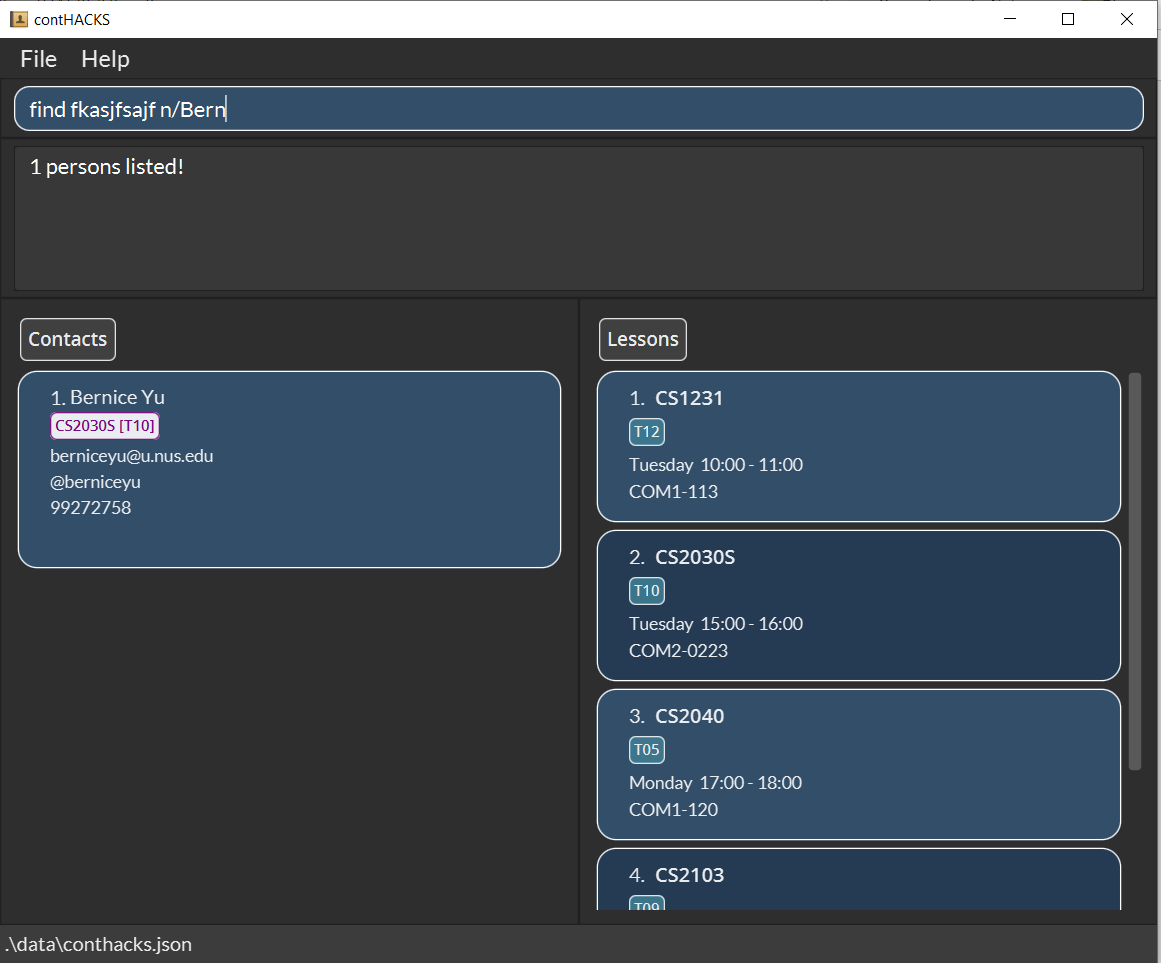 contHACKS
File Help
find fkasjfsajf n/Bern
1 persons listed!
Contacts
1. Bernice Yu
CS2030S [T10]
berniceyu@u.nus.edu
@berniceyu
99272758
Lessons
1. CS1231
T12
Tuesday 10:00 - 11:00
COM1-113
2. CS2030S
T10
Tuesday 15:00 - 16:00
COM2-0223
3. CS2040
T05
Monday 17:00 - 18:00
COM1-120
4. CS2103
T09
.\data\conthacks.json